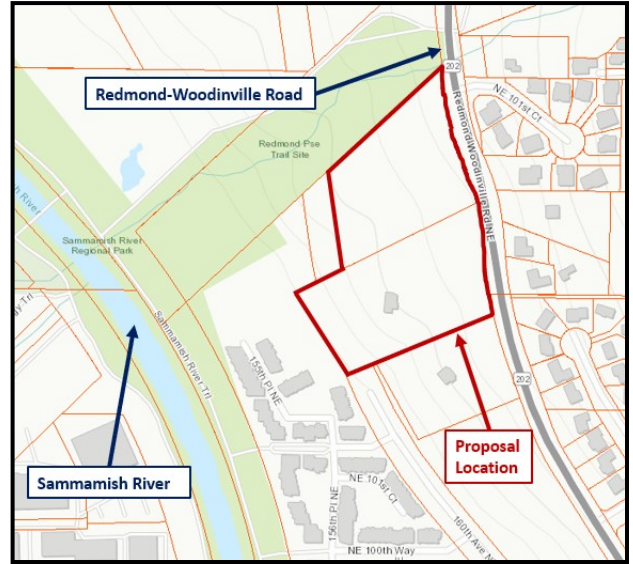 202
Redmond-Woodinville Road
NE 101st Ct
Redmond Pse
Trail Site
Redmond Woodinville Rd NE
Sammamish River
Regional Park
Sammamish River Trl
155th Pl NE
202
Proposal
Location
Sammamish River
NE 101st Ct
156th Pl NE
160th Ave N
NE 100th Way